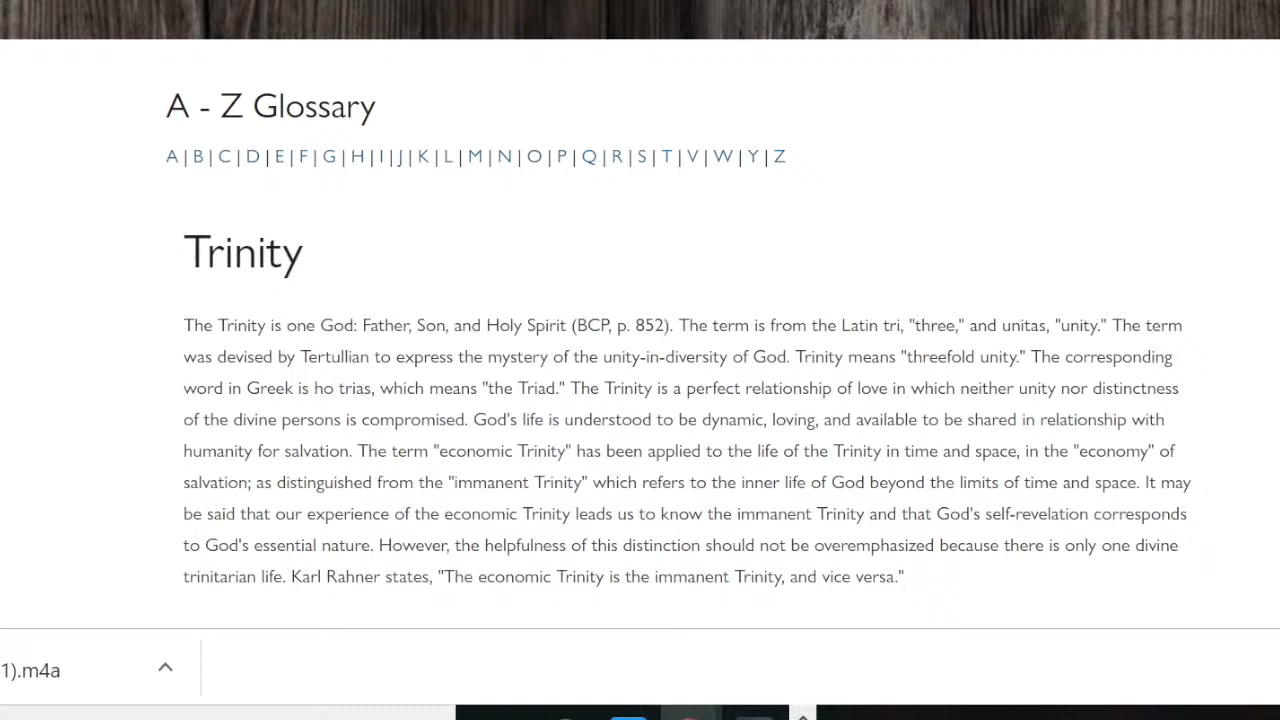 A - Z Glossary
A | B | C | D | E | F | G | H | I | J | K | L | M | N | O | P | Q | R | S | T | V | W | Y | Z
Trinity
The Trinity is one God: Father, Son, and Holy Spirit (BCP, p. 852). The term is from the Latin tri, "three," and unitas, "unity." The term
was devised by Tertullian to express the mystery of the unity-in-diversity of God. Trinity means "threefold unity." The corresponding
word in Greek is ho trias, which means "the Triad." The Trinity is a perfect relationship of love in which neither unity nor distinctness
of the divine persons is compromised. God's life is understood to be dynamic, loving, and available to be shared in relationship with
humanity for salvation. The term "economic Trinity" has been applied to the life of the Trinity in time and space, in the "economy" of
salvation; as distinguished from the "immanent Trinity" which refers to the inner life of God beyond the limits of time and space. It may
be said that our experience of the economic Trinity leads us to know the immanent Trinity and that God's self-revelation corresponds
to God's essential nature. However, the helpfulness of this distinction should not be overemphasized because there is only one divine
trinitarian life. Karl Rahner states, "The economic Trinity is the immanent Trinity, and vice versa."
1).m4a